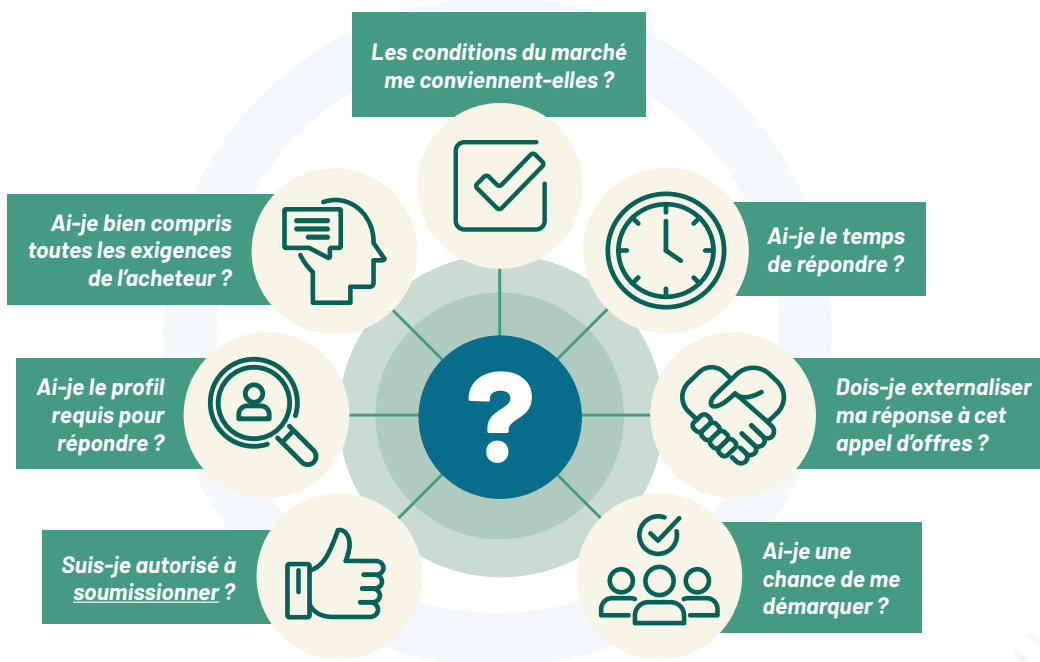 Les conditions du marché
me conviennent-elles ?
Ai-je bien compris
toutes les exigences
de l'acheteur ?
Ai-je le temps
de répondre ?
Ai-je le profil
requis pour
répondre ?
?
Dois-je externaliser
ma réponse à cet
appel d'offres ?
Suis-je autorisé à
soumissionner ?
Ai-je une
chance de me
démarquer ?